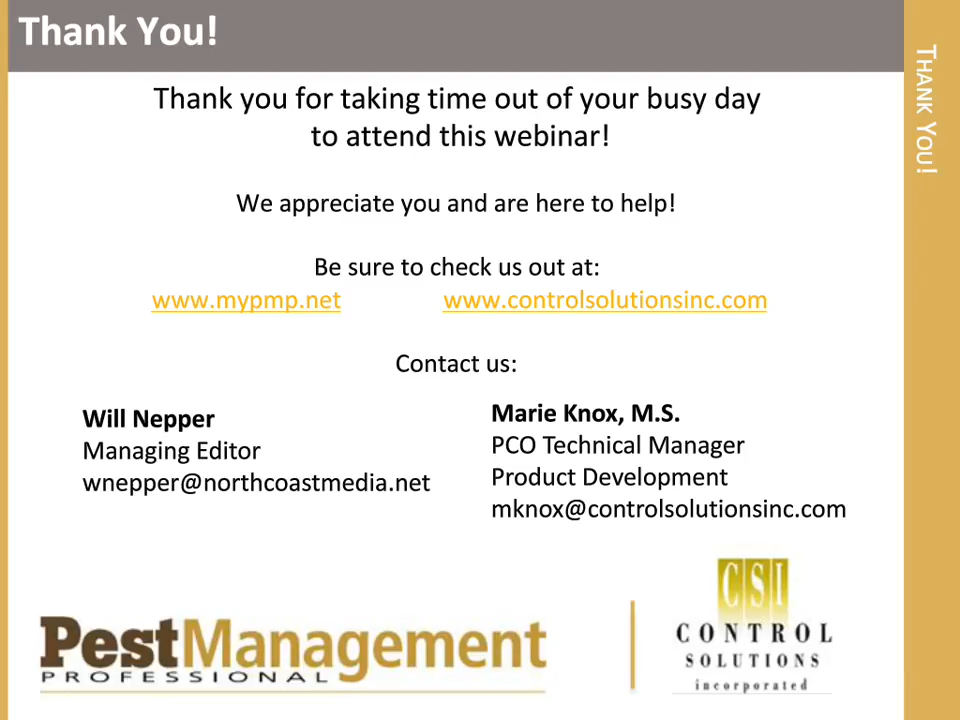 Thank You!
THANK YOU!
Thank you for taking time out of your busy day
to attend this webinar!
We appreciate you and are here to help!
Be sure to check us out at:
www.mypmp.net www.controlsolutionsinc.com
Contact us:
Will Nepper
Managing Editor
wnepper@northcoastmedia.net
Marie Knox, M.S.
PCO Technical Manager
Product Development
mknox@controlsolutionsinc.com
PestManagement
PROFESSIONAL
CSI
CONTROL
SOLUTIONS
incorporated